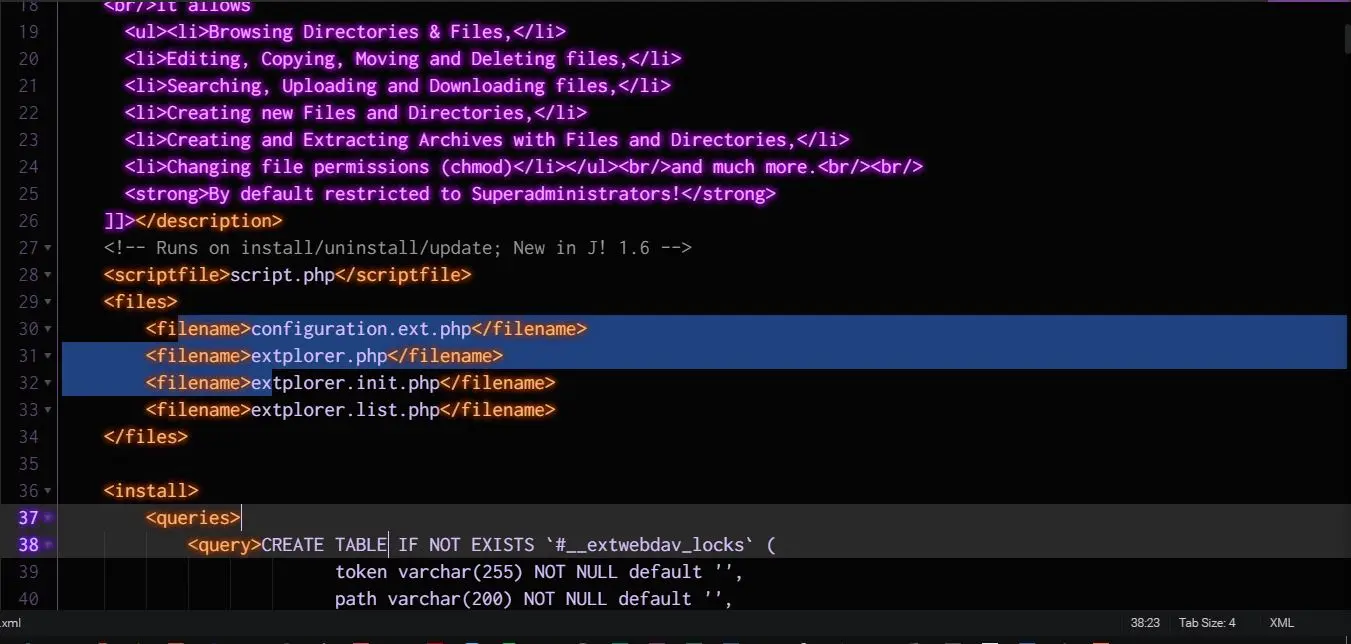 18 <br/>It allows
19 <ul><li>Browsing Directories & Files,</li>
20 <li>Editing, Copying, Moving and Deleting files,</li>
21 <li>Searching, Uploading and Downloading files,</li>
22 <li>Creating new Files and Directories,</li>
23 <li>Creating and Extracting Archives with Files and Directories,</li>
24 <li>Changing file permissions (chmod)</li></ul><br/>and much more.<br/><br/>
25 <strong>By default restricted to Superadministrators!</strong>
26 ]]></description>
27 <!-- Runs on install/uninstall/update; New in J! 1.6 -->
28 <scriptfile>script.php</scriptfile>
29 <files>
30 <filename>configuration.ext.php</filename>
31 <filename>extplorer.php</filename>
32 <filename>extplorer.init.php</filename>
33 <filename>extplorer.list.php</filename>
34 </files>
35
36 <install>
37 <queries>
38 <query>CREATE TABLE IF NOT EXISTS `#__extwebdav_locks` (
39 token varchar(255) NOT NULL default '',
40 path varchar(200) NOT NULL default '',
.xml 38:23 Tab Size: 4 XML